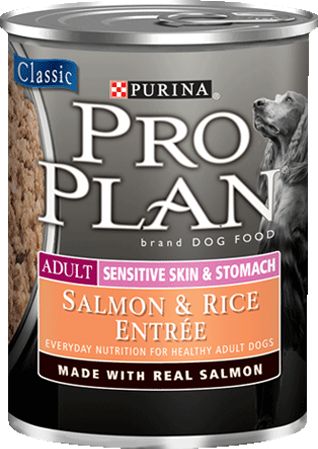 Classic
PURINA®
PRO
PLAN
brand DOG FOOD
ADULT SENSITIVE SKIN & STOMACH
SALMON & RICE
ENTRÉE
EVERYDAY NUTRITION FOR HEALTHY ADULT DOGS
MADE WITH REAL SALMON